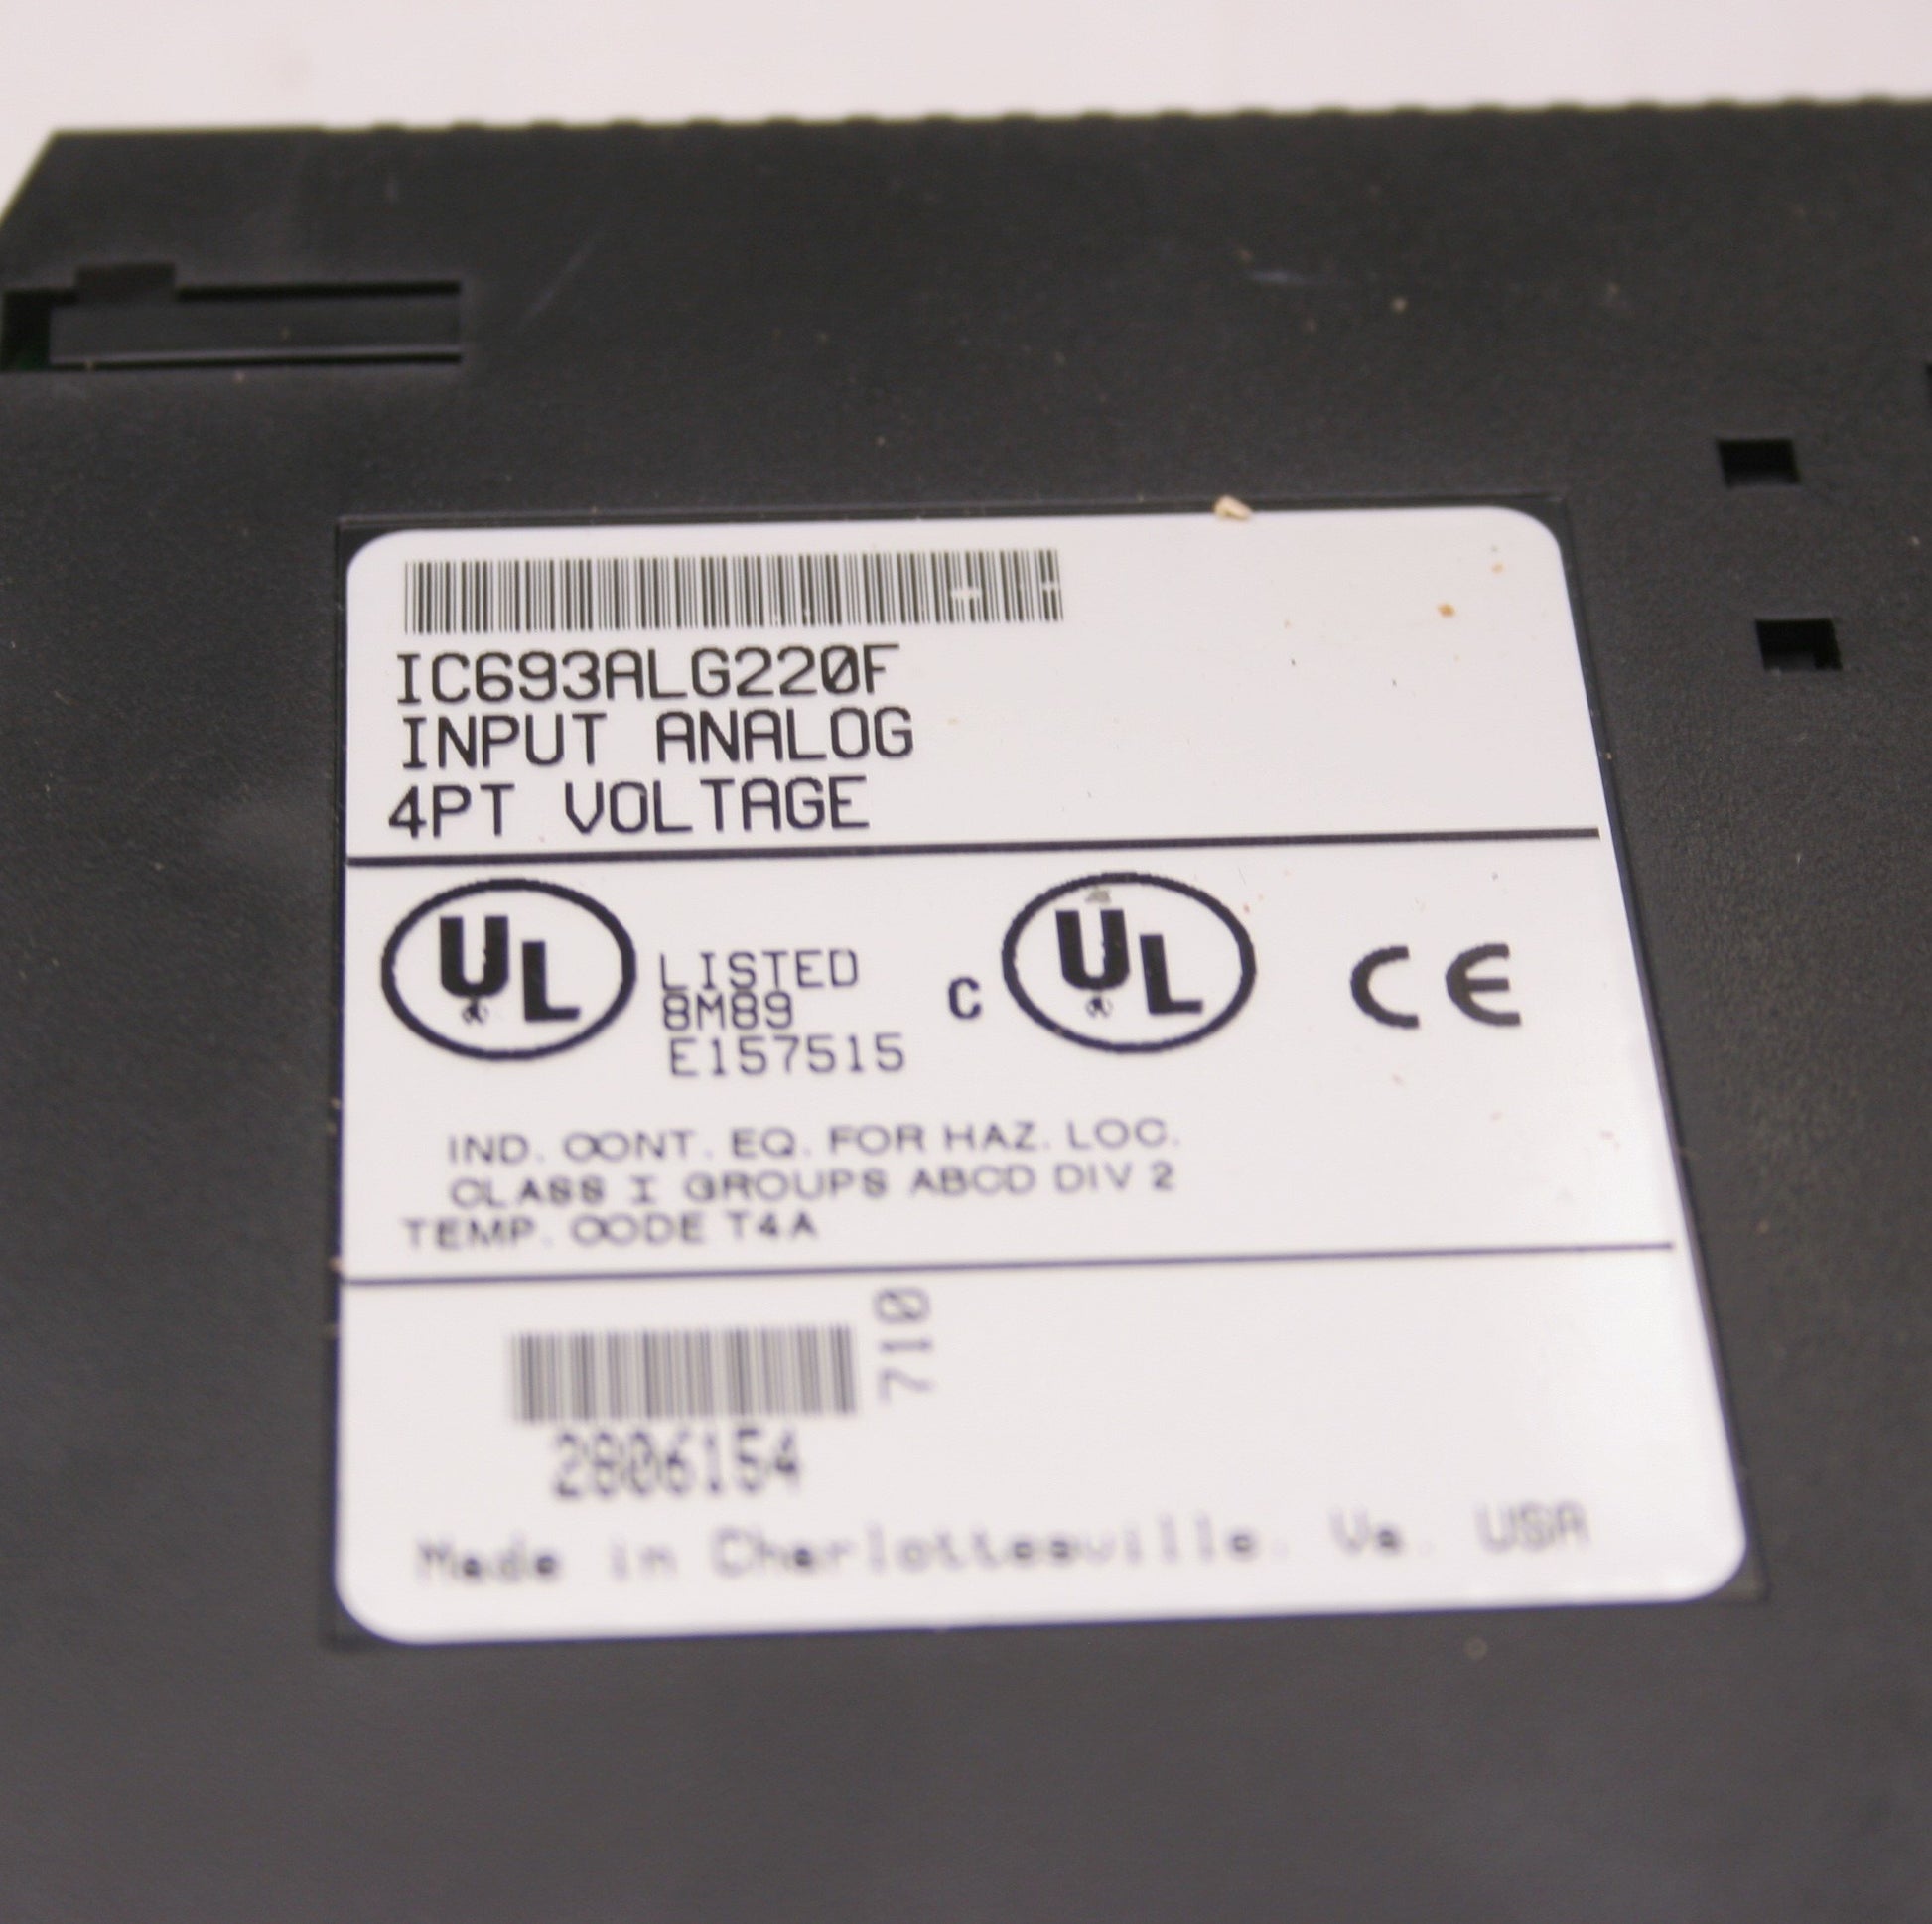 IC693ALG220F
INPUT ANALOG
4PT VOLTAGE
UL
LISTED
8M89
E157515
C UL
CE
IND. CONT. EQ. FOR HAZ. LOC.
CLASS I GROUPS ABCD DIV 2
TEMP. CODE T4A
710
2806154
Made in Charlottesville. Va. USA